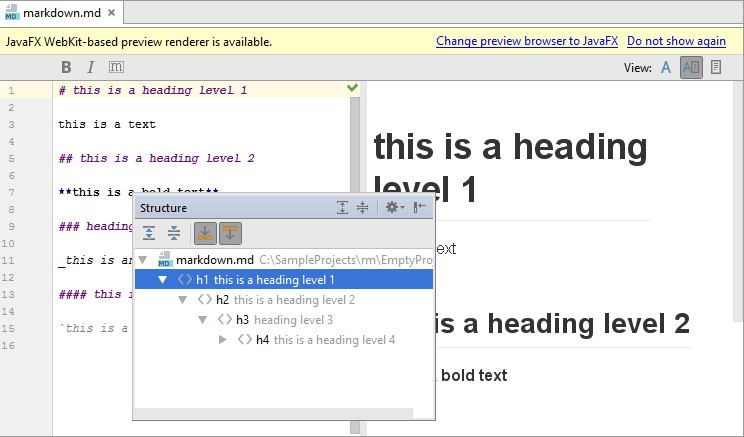 markdown.md
JavaFX WebKit-based preview renderer is available. Change preview browser to JavaFX Do not show again
B I m View: A A
1 # this is a heading level 1
2
3 this is a text
4
5 ## this is a heading level 2
6
7 **this is a bold text**
8
9 ### heading
10
11 _this is an
12
13 #### this i
14
15 `this is a
16
this is a heading
level 1
text
is a heading level 2
bold text
Structure
markdown.md C:\SampleProjects\rm\EmptyPro
h1 this is a heading level 1
h2 this is a heading level 2
h3 heading level 3
h4 this is a heading level 4